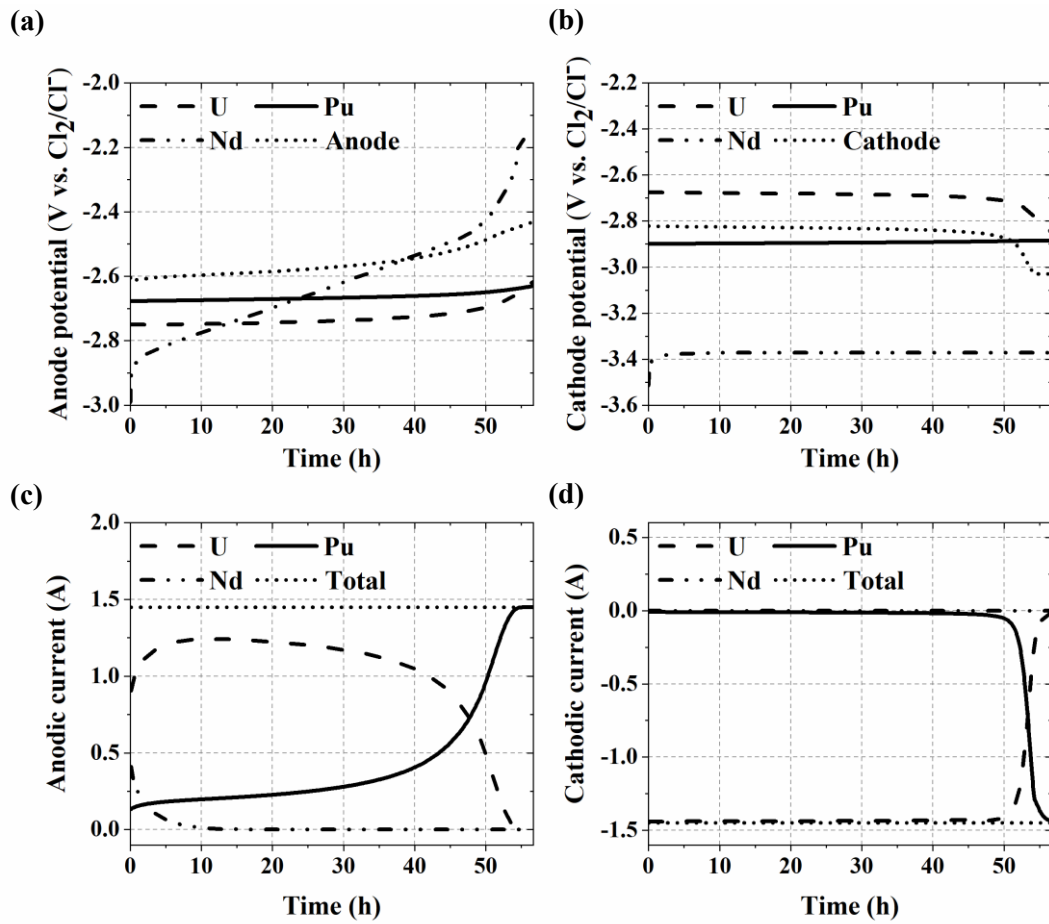 (a)
(b)
U Pu
Nd Anode
Anode potential (V vs. Cl2/Cl-)
-2.0
-2.2
-2.4
-2.6
-2.8
-3.0
0 10 20 30 40 50
Time (h)
U Pu
Nd Cathode
Cathode potential (V vs. Cl2/Cl-)
-2.2
-2.4
-2.6
-2.8
-3.0
-3.2
-3.4
-3.6
0 10 20 30 40 50
Time (h)
(c)
(d)
U Pu
Nd Total
Anodic current (A)
2.0
1.5
1.0
0.5
0.0
0 10 20 30 40 50
Time (h)
U Pu
Nd Total
Cathodic current (A)
0.5
0.0
-0.5
-1.0
-1.5
0 10 20 30 40 50
Time (h)